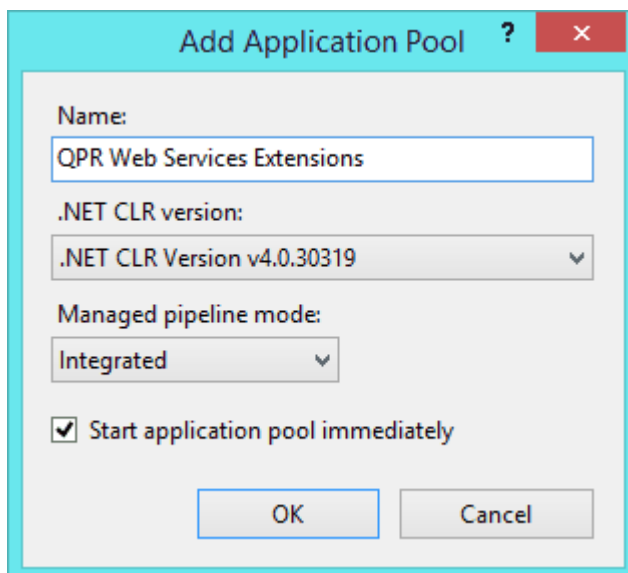 Add Application Pool ?
Name:
QPR Web Services Extensions
.NET CLR version:
.NET CLR Version v4.0.30319
Managed pipeline mode:
Integrated
Start application pool immediately
OK Cancel